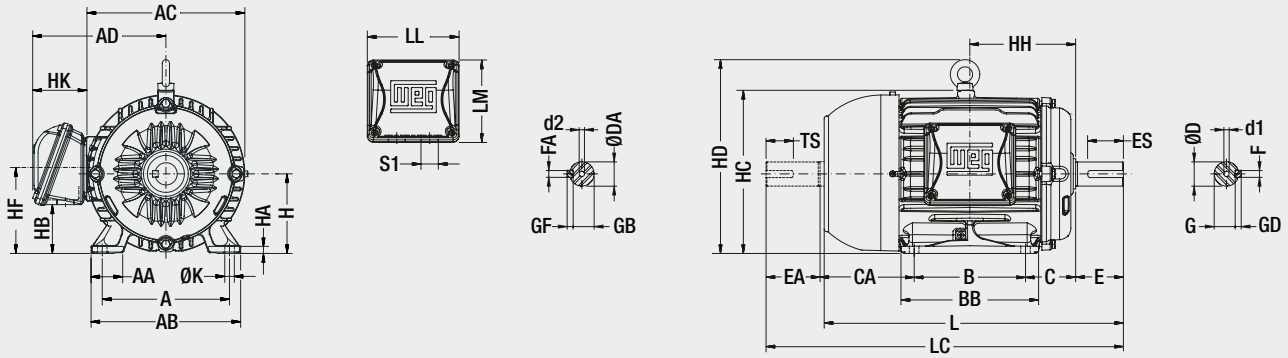 AC
AD
HK
HF
HB
HA
H
AA
ØK
A
AB
LL
LM
S1
WEG
d2
FA
ØDA
GF
GB
HH
HD
HC
TS
ES
WEG
EA
CA
B
C
E
BB
L
LC
ØD
d1
F
G
GD